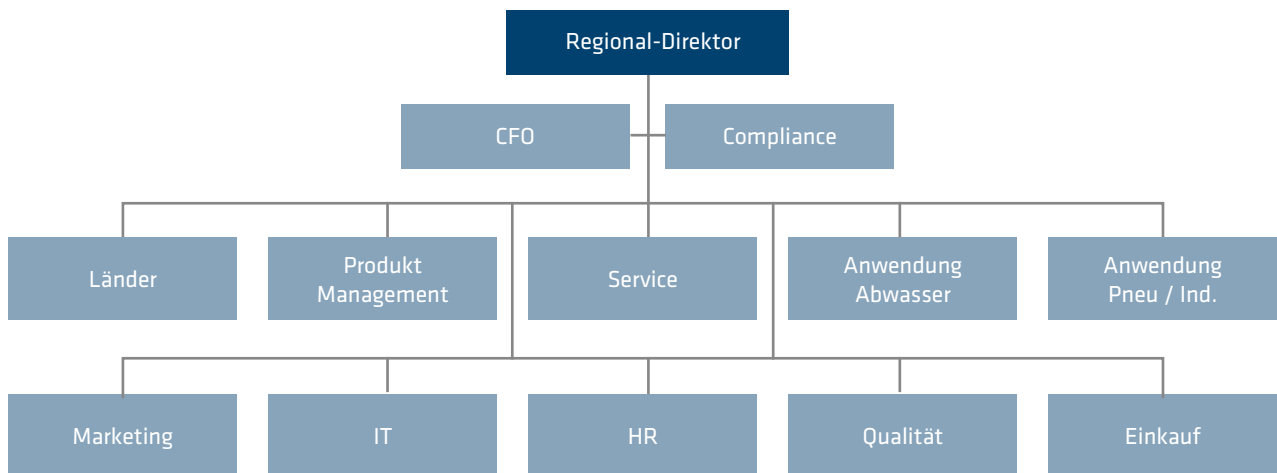 Regional-Direktor
CFO
Compliance
Länder
Produkt
Management
Service
Anwendung
Abwasser
Anwendung
Pneu / Ind.
Marketing
IT
HR
Qualität
Einkauf